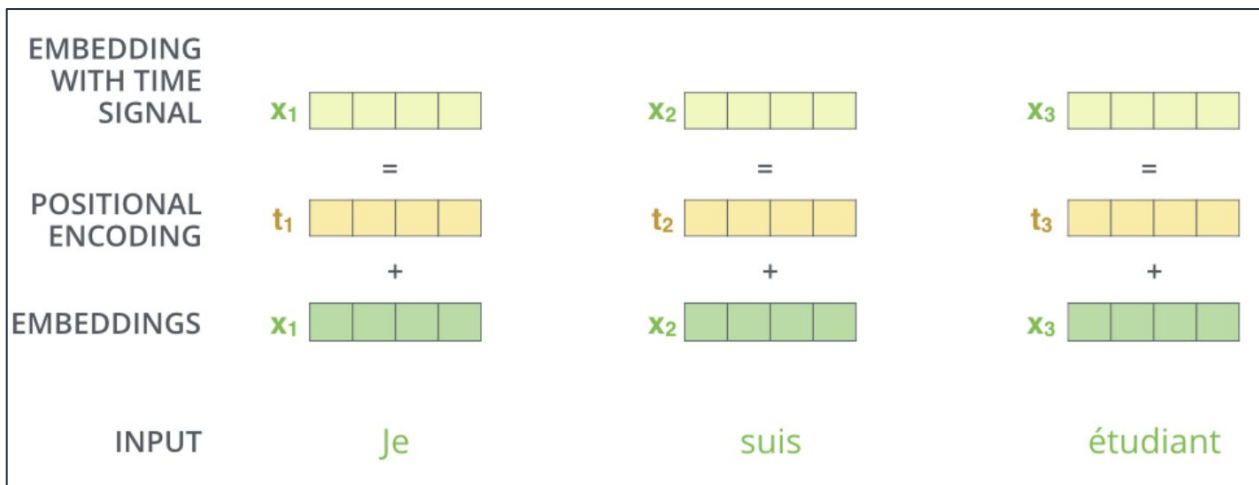 EMBEDDING
WITH TIME
SIGNAL
x₁ x₂ x₃
= = =
POSITIONAL
ENCODING
t₁ t₂ t₃
+ + +
EMBEDDINGS x₁ x₂ x₃
INPUT Je suis étudiant